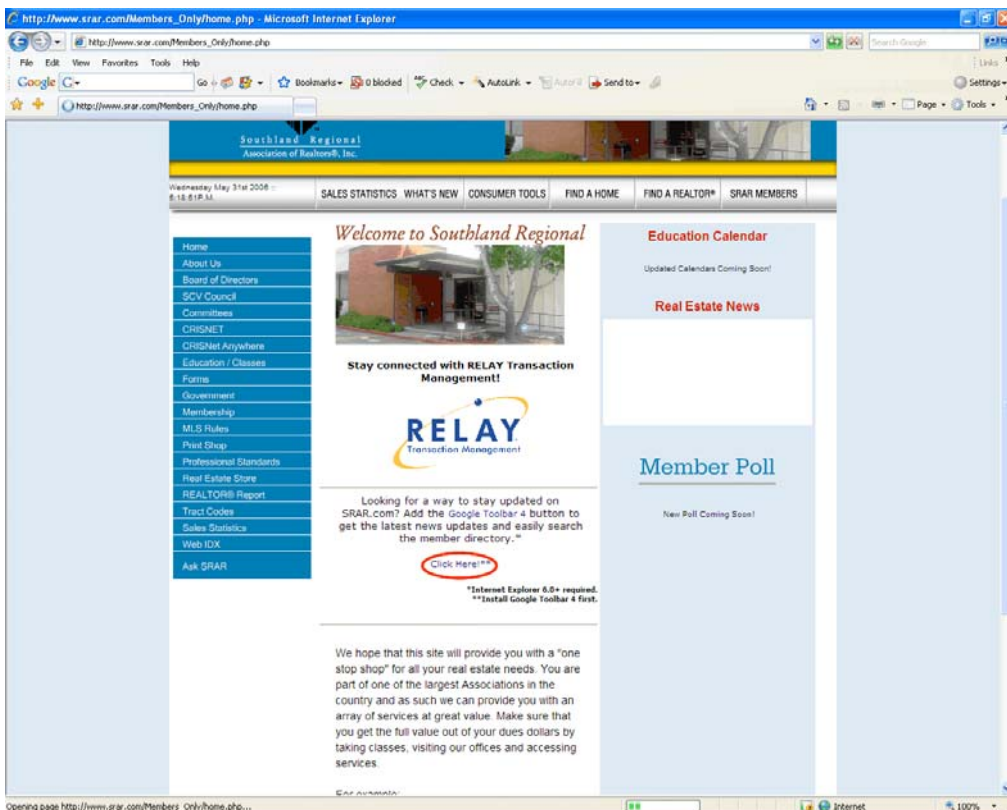 http://www.srar.com/Members_Only/home.php - Microsoft Internet Explorer
http://www.srar.com/Members_Only/home.php
Search Google
File Edit View Favorites Tools Help
Links
Google G
Go
Bookmarks
0 blocked
Check
AutoLink
AutoFill
Send to
Settings
http://www.srar.com/Members_Only/home.php
Page
Tools
Southland Regional
Association of Realtors®, Inc.
Wednesday May 31st 2006 ::
SALES STATISTICS
WHAT'S NEW
CONSUMER TOOLS
FIND A HOME
FIND A REALTOR®
SRAR MEMBERS
Home
About Us
Board of Directors
SCV Council
Committees
CRISNET
CRISNet Anywhere
Education / Classes
Forms
Government
Membership
MLS Rules
Print Shop
Professional Standards
Real Estate Store
REALTOR® Report
Tract Codes
Sales Statistics
Web IDX
Ask SRAR
Welcome to Southland Regional
Stay connected with RELAY Transaction
Management!
RELAY
Transaction Management
Looking for a way to stay updated on
SRAR.com? Add the Google Toolbar 4 button to
get the latest news updates and easily search
the member directory.*
Click Here!**
*Internet Explorer 6.0+ required.
**Install Google Toolbar 4 first.
We hope that this site will provide you with a "one
stop shop" for all your real estate needs. You are
part of one of the largest Associations in the
country and as such we can provide you with an
array of services at great value. Make sure that
you get the full value out of your dues dollars by
taking classes, visiting our offices and accessing
services.
For example:
Education Calendar
Updated Calendars Coming Soon!
Real Estate News
Member Poll
New Poll Coming Soon!
Opening page http://www.srar.com/Members_Only/home.php...
Internet
100%